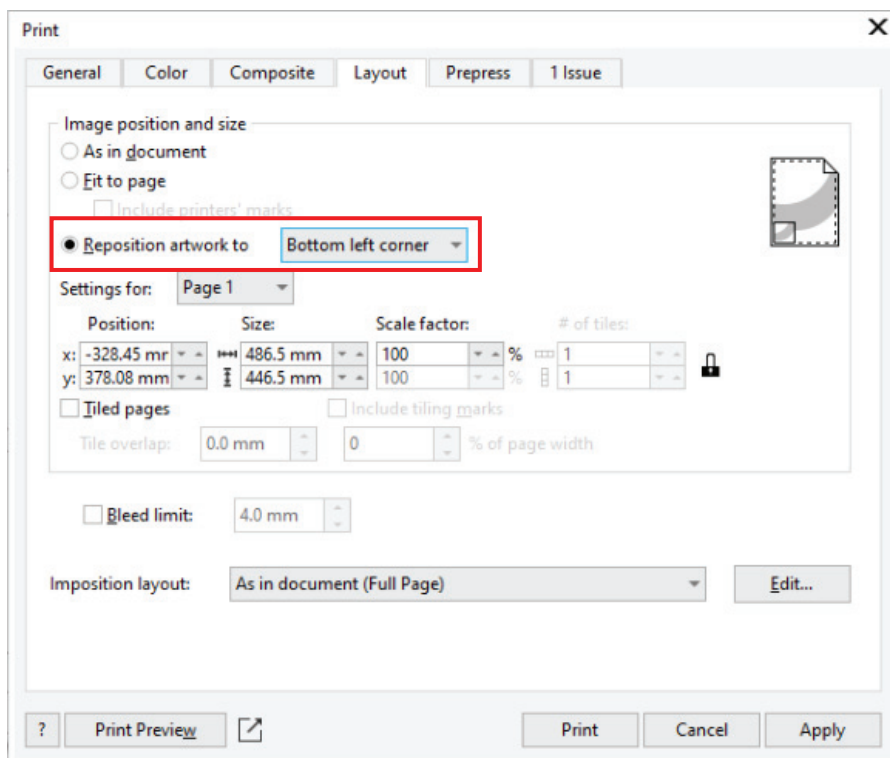 Print
General Color Composite Layout Prepress 1 Issue
Image position and size
As in document
Fit to page
Include printers' marks
Reposition artwork to Bottom left corner
Settings for: Page 1
Position: Size: Scale factor: # of tiles:
x: -328.45 mr 486.5 mm 100 % 1
y: 378.08 mm 446.5 mm 100 % 1
Tiled pages Include tiling marks
Tile overlap: 0.0 mm 0 % of page width
Bleed limit: 4.0 mm
Imposition layout: As in document (Full Page) Edit...
? Print Preview Print Cancel Apply